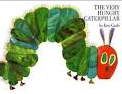 THE VERY
HUNGRY
CATERPILLAR
by Eric Carle